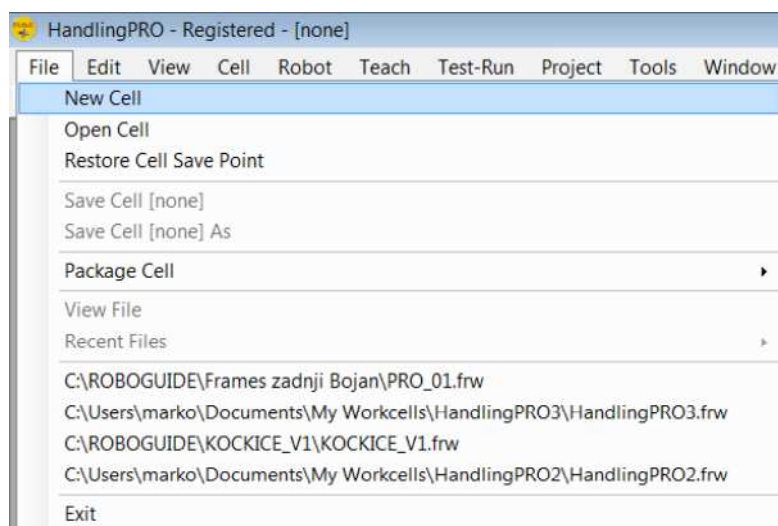 HandlingPRO - Registered - [none]
File Edit View Cell Robot Teach Test-Run Project Tools Window
New Cell
Open Cell
Restore Cell Save Point
Save Cell [none]
Save Cell [none] As
Package Cell
View File
Recent Files
C:\ROBOGUIDE\Frames zadnji Bojan\PRO_01.frw
C:\Users\marko\Documents\My Workcells\HandlingPRO3\HandlingPRO3.frw
C:\ROBOGUIDE\KOCKICE_V1\KOCKICE_V1.frw
C:\Users\marko\Documents\My Workcells\HandlingPRO2\HandlingPRO2.frw
Exit